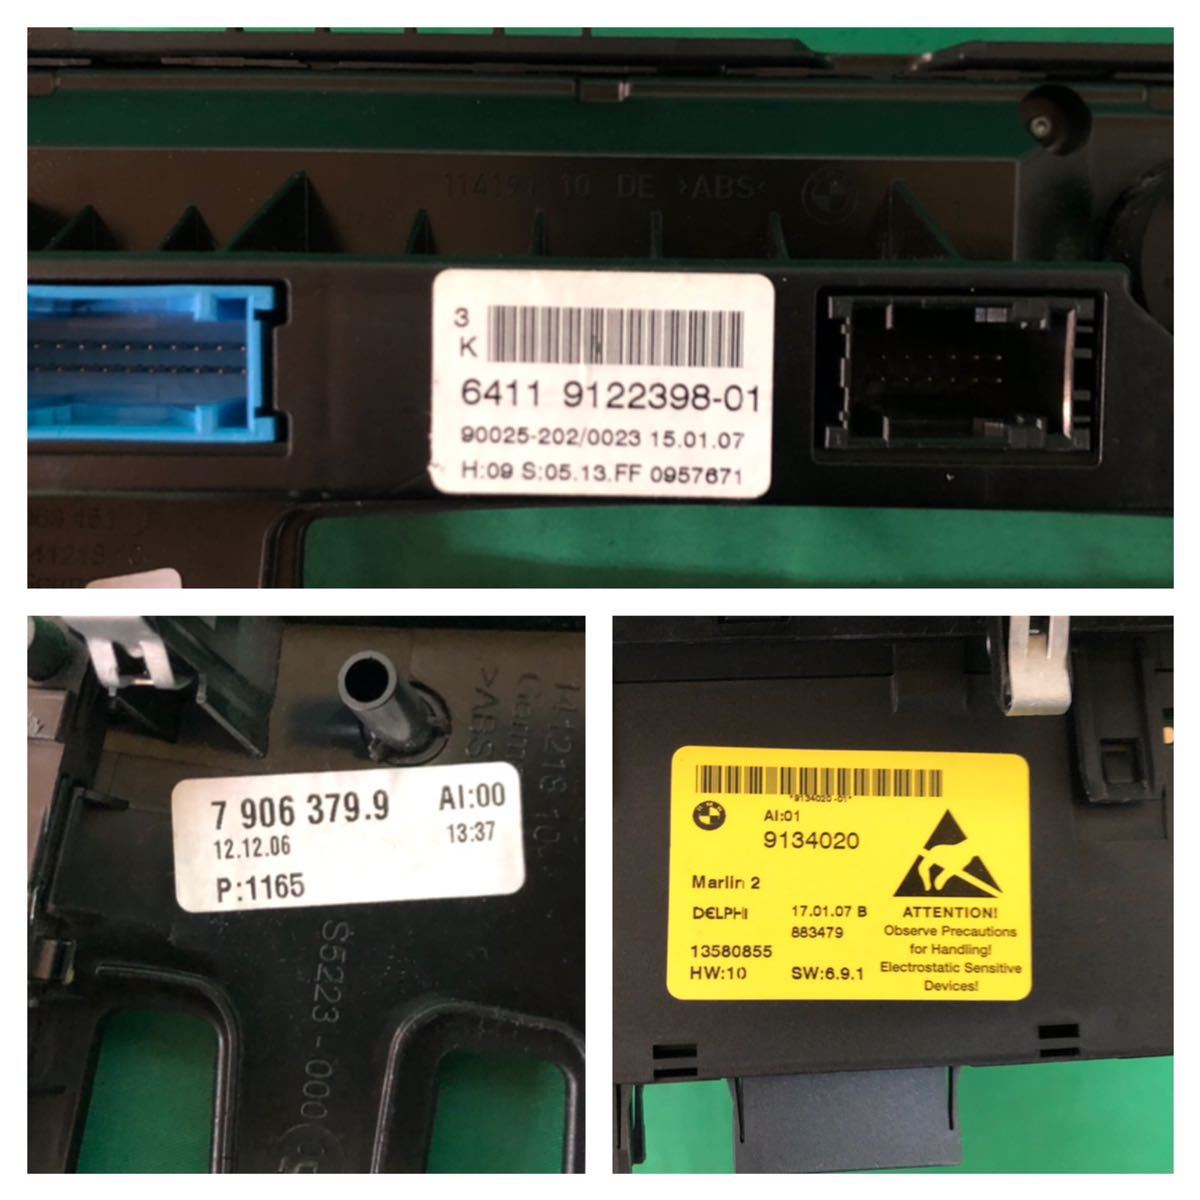 10 DE >ABS<
3
K
6411 9122398-01
90025-202/0023 15.01.07
H:09 S:05.13.FF 0957671
7 906 379.9 AI:00
12.12.06 13:37
P:1165
>ABS
S5223-000
*9134020-01*
AI:01
9134020
Marlin 2
DELPHI 17.01.07 B
883479
13580855
HW:10 SW:6.9.1
ATTENTION!
Observe Precautions
for Handling!
Electrostatic Sensitive
Devices!